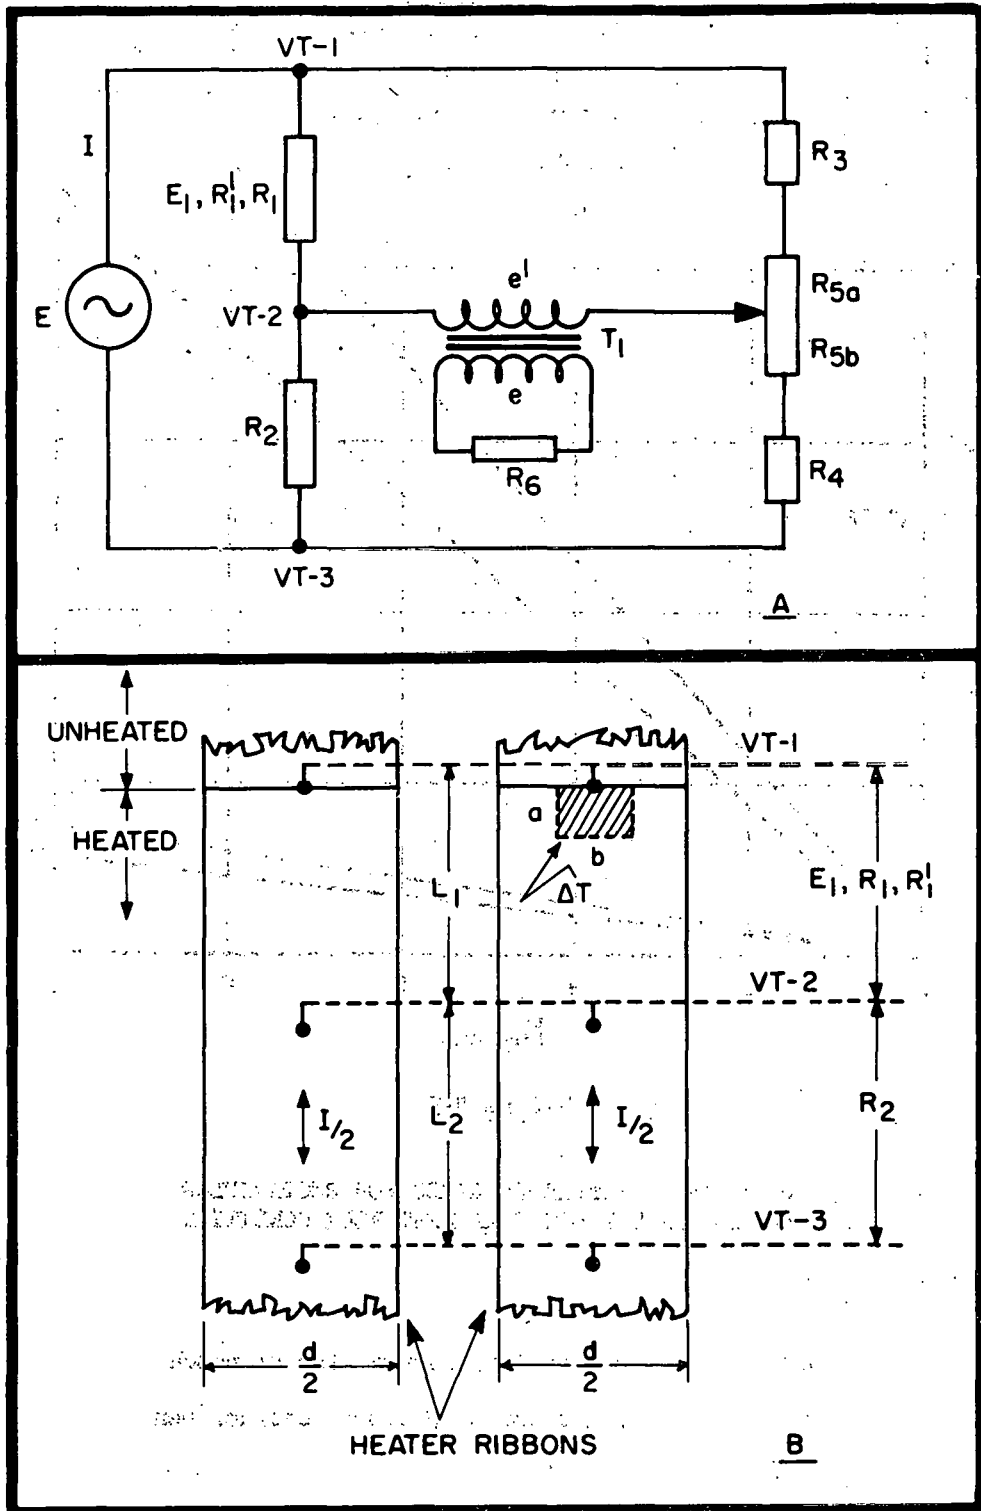 VT-1
I
R3
E1, R1', R1
e'
R5a
E
VT-2
T1
R5b
e
R2
R6
R4
VT-3
A
UNHEATED
VT-1
HEATED
a
b
L1
ΔT
E1, R1, R1'
VT-2
I/2
L2
I/2
R2
VT-3
d/2
d/2
HEATER RIBBONS
B